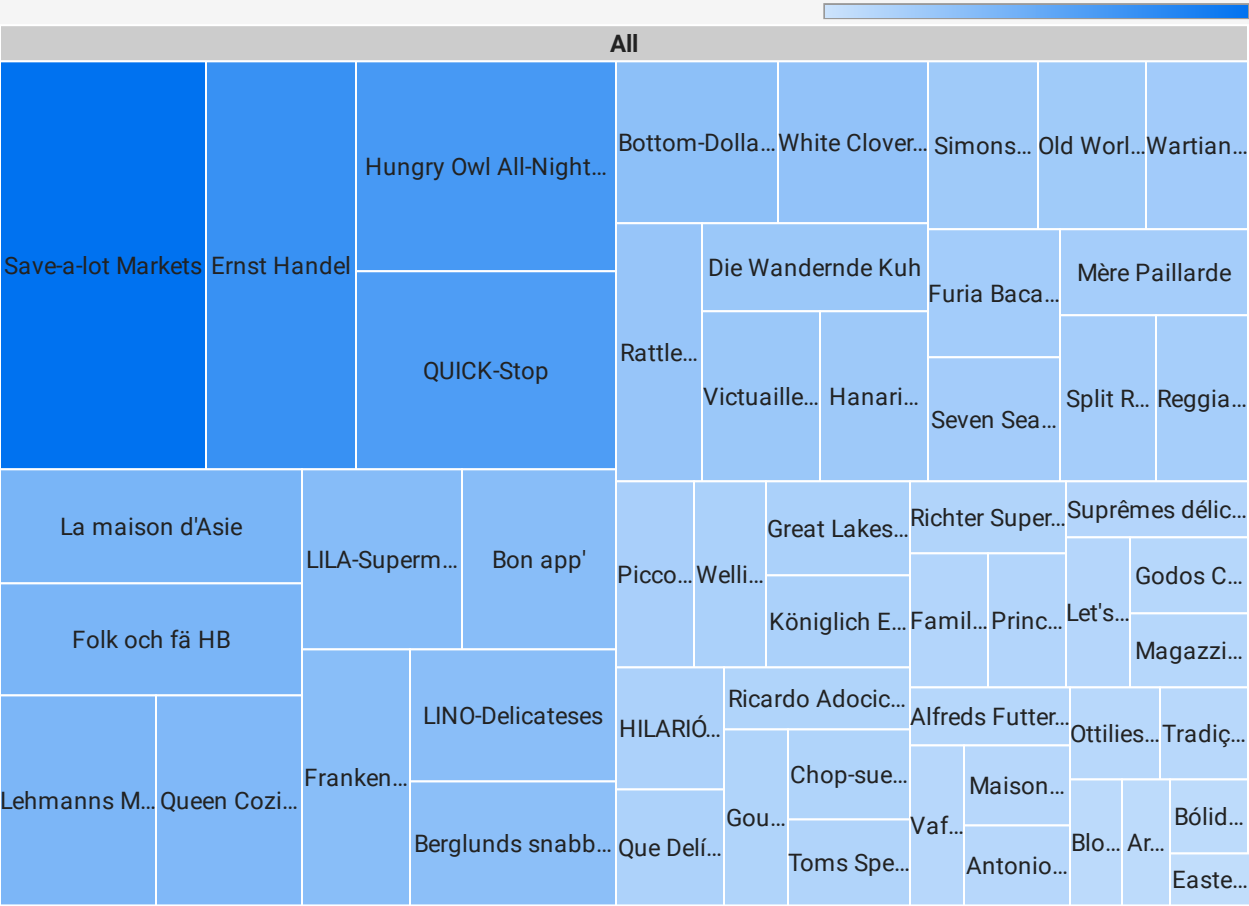 All
Save-a-lot Markets
Ernst Handel
Hungry Owl All-Night...
QUICK-Stop
La maison d'Asie
Folk och fä HB
Lehmanns M...
Queen Cozi...
LILA-Superm...
Bon app'
Franken...
LINO-Delicateses
Berglunds snabb...
Bottom-Dolla...
White Clover...
Rattle...
Die Wandernde Kuh
Victuaille...
Hanari...
Simons...
Old Worl...
Wartian...
Furia Baca...
Seven Sea...
Mère Paillarde
Split R...
Reggia...
Picco...
Welli...
Great Lakes...
Königlich E...
HILARIÓ...
Que Delí...
Ricardo Adocic...
Gou...
Chop-sue...
Toms Spe...
Richter Super...
Famil...
Princ...
Suprêmes délic...
Let's...
Godos C...
Magazzi...
Alfreds Futter...
Vaf...
Maison...
Antonio...
Ottilies...
Tradiç...
Blo...
Ar...
Bólid...
Easte...